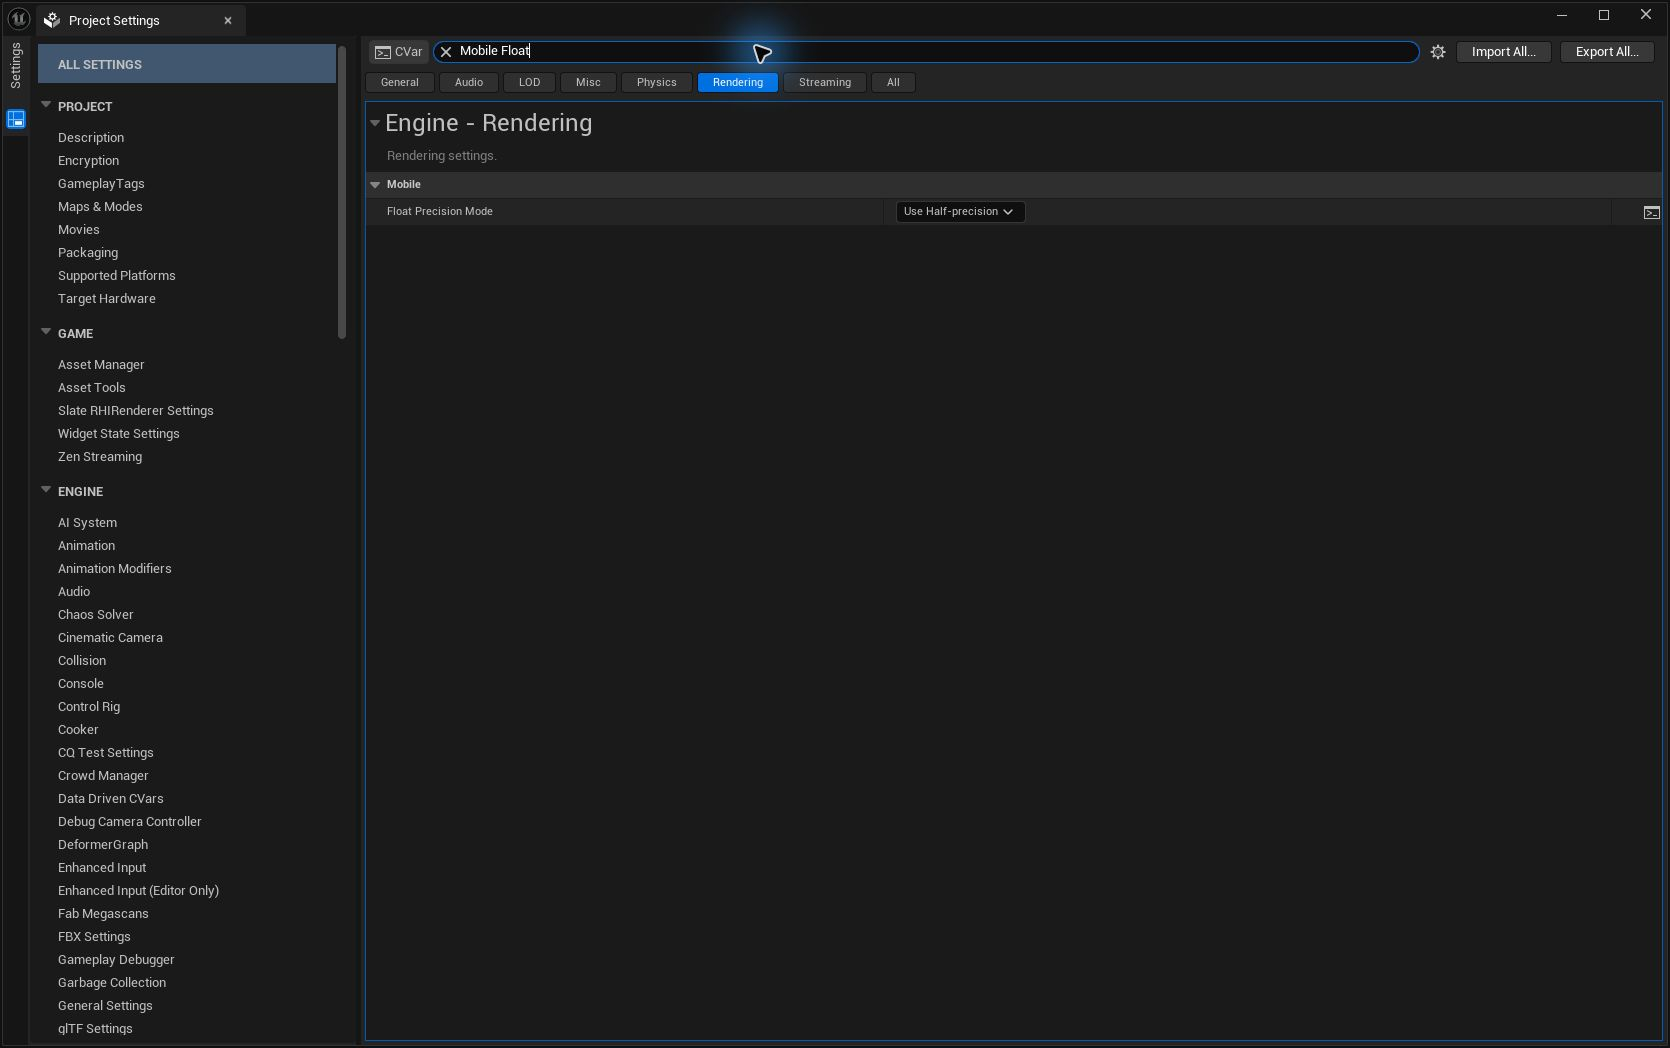 Project Settings
Settings
ALL SETTINGS
PROJECT
Description
Encryption
GameplayTags
Maps & Modes
Movies
Packaging
Supported Platforms
Target Hardware
GAME
Asset Manager
Asset Tools
Slate RHIRenderer Settings
Widget State Settings
Zen Streaming
ENGINE
AI System
Animation
Animation Modifiers
Audio
Chaos Solver
Cinematic Camera
Collision
Console
Control Rig
Cooker
CQ Test Settings
Crowd Manager
Data Driven CVars
Debug Camera Controller
DeformerGraph
Enhanced Input
Enhanced Input (Editor Only)
Fab Megascans
FBX Settings
Gameplay Debugger
Garbage Collection
General Settings
glTF Settings
CVar Mobile Float Import All... Export All...
General Audio LOD Misc Physics Rendering Streaming All
Engine - Rendering
Rendering settings.
Mobile
Float Precision Mode Use Half-precision